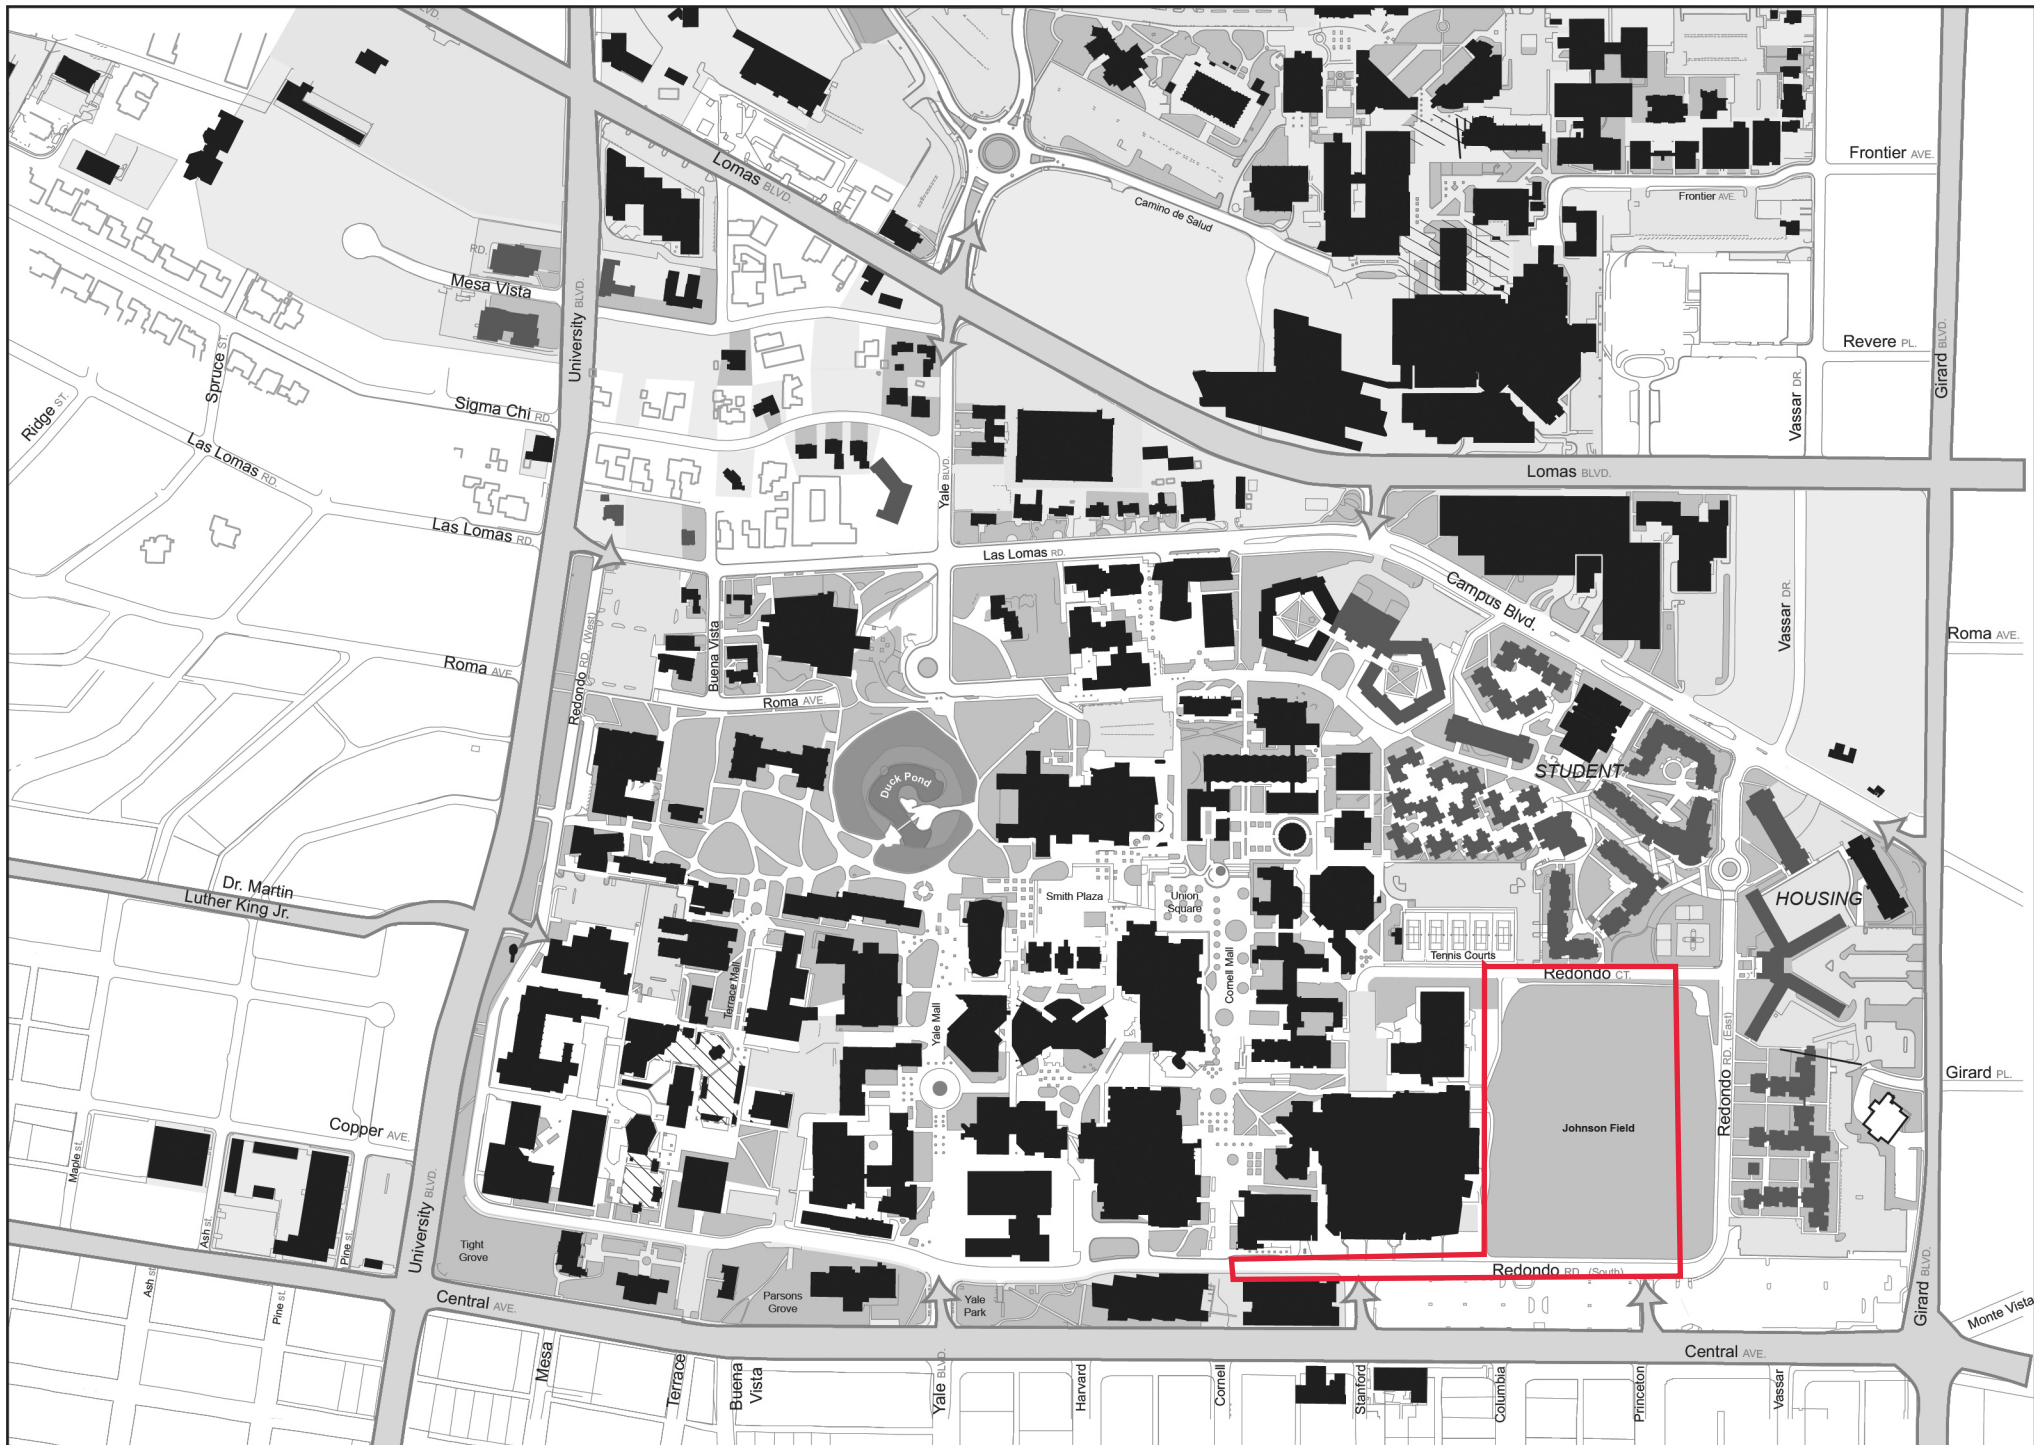 BLVD.
BLVD.
Lomas BLVD.
Frontier AVE.
Frontier AVE.
Camino de Salud
RD.
Mesa Vista
University BLVD.
Revere PL.
Girard BLVD.
Vassar DR.
Spruce ST.
Ridge ST.
Sigma Chi RD.
Las Lomas RD.
Lomas BLVD.
Yale BLVD.
Las Lomas RD.
Las Lomas RD.
Campus Blvd.
Vassar DR.
Roma AVE.
Roma AVE.
Redondo RD. (West)
Buena Vista
Roma AVE.
Duck Pond
STUDENT
HOUSING
Dr. Martin
Luther King Jr.
Smith Plaza
Union
Square
Tennis Courts
Redondo CT.
Terrace Mall
Yale Mall
Cornell Mall
Redondo RD. (East)
Girard PL.
Johnson Field
Copper AVE.
Maple st.
Ash st.
Pine st.
University BLVD.
Tight
Grove
Parsons
Grove
Yale
Park
Redondo RD. (South)
Central AVE.
Central AVE.
Girard BLVD.
Monte Vista
Ash st.
Pine st.
Mesa
Terrace
Buena
Vista
Yale BLVD.
Harvard
Cornell
Stanford
Columbia
Princeton
Vassar